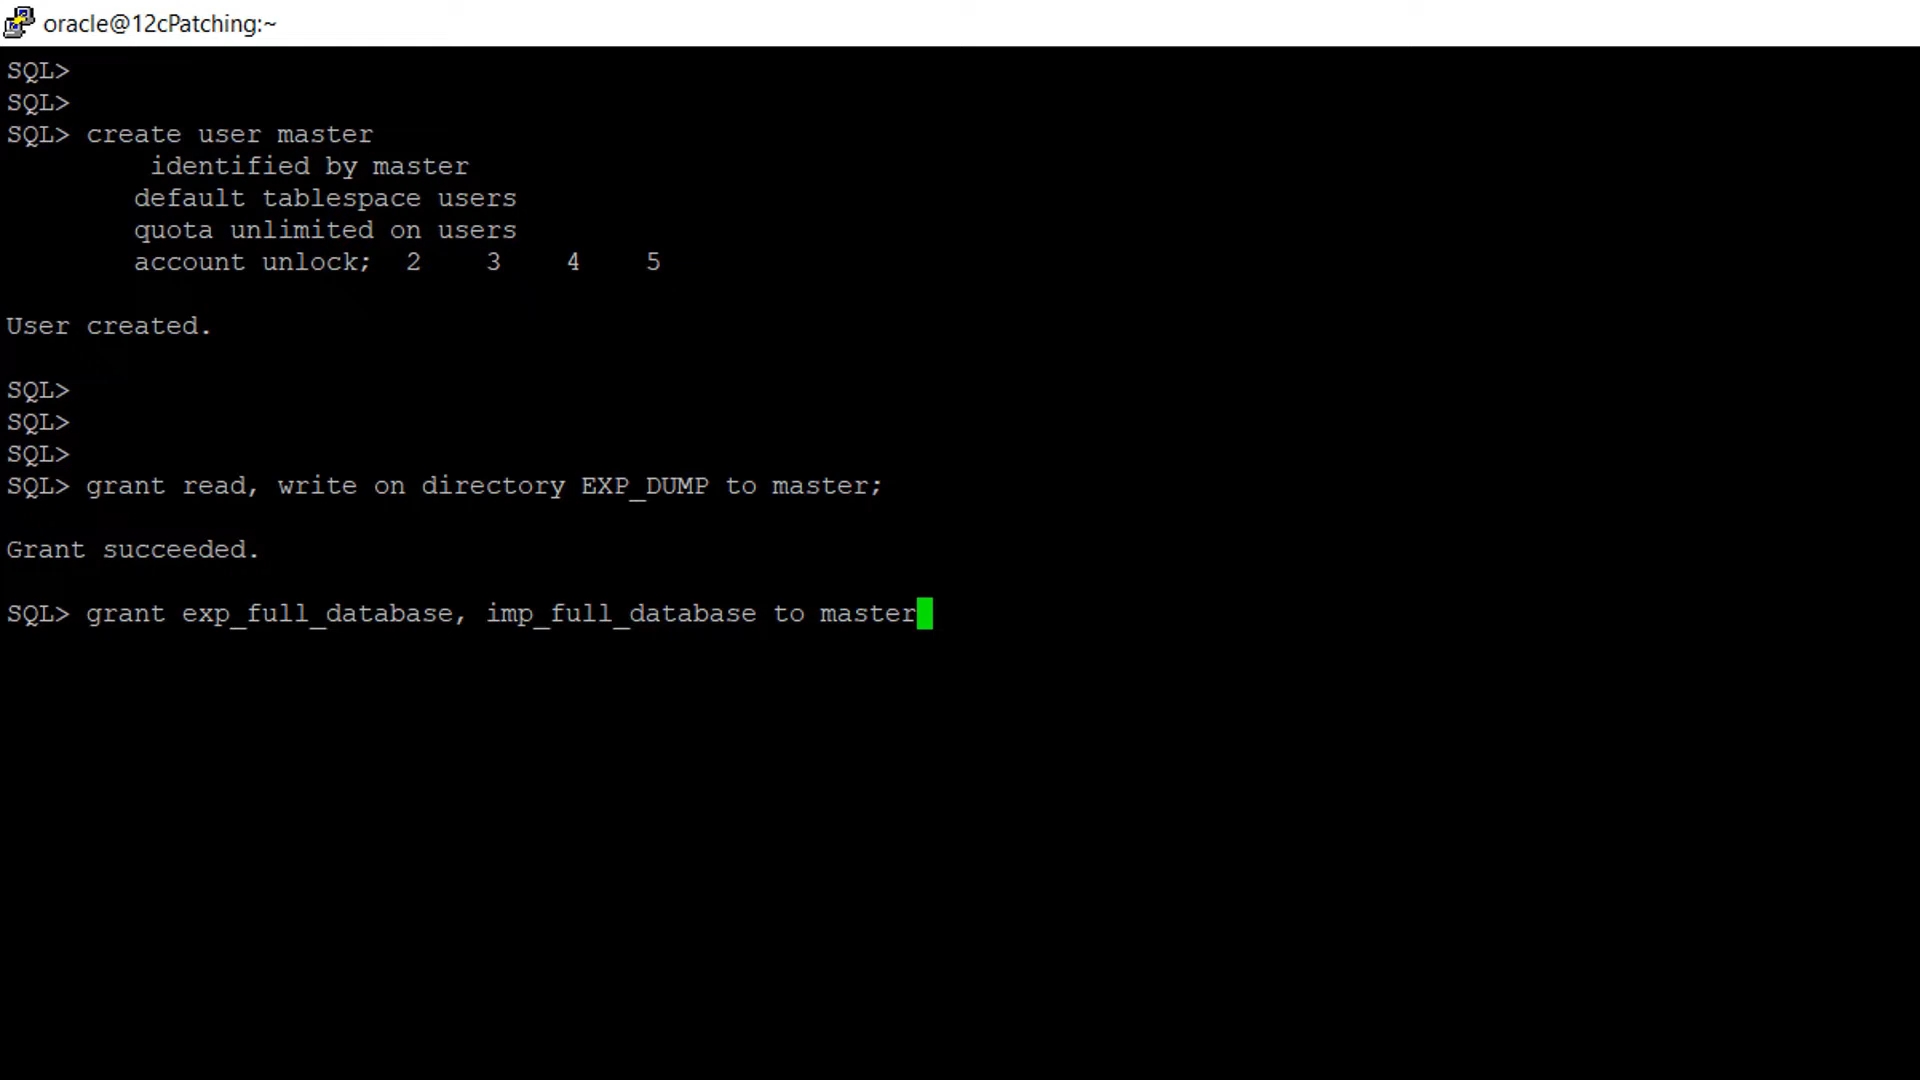 oracle@12cPatching:~
SQL>
SQL>
SQL> create user master
identified by master
default tablespace users
quota unlimited on users
account unlock;  2    3    4    5
User created.
SQL>
SQL>
SQL>
SQL> grant read, write on directory EXP_DUMP to master;
Grant succeeded.
SQL> grant exp_full_database, imp_full_database to master